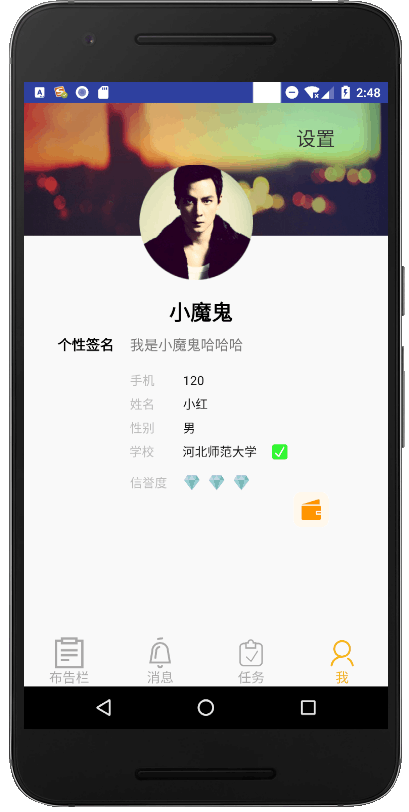 2:48
设置
小魔鬼
个性签名 我是小魔鬼哈哈哈
手机 120
姓名 小红
性别 男
学校 河北师范大学
信誉度
布告栏 消息 任务 我